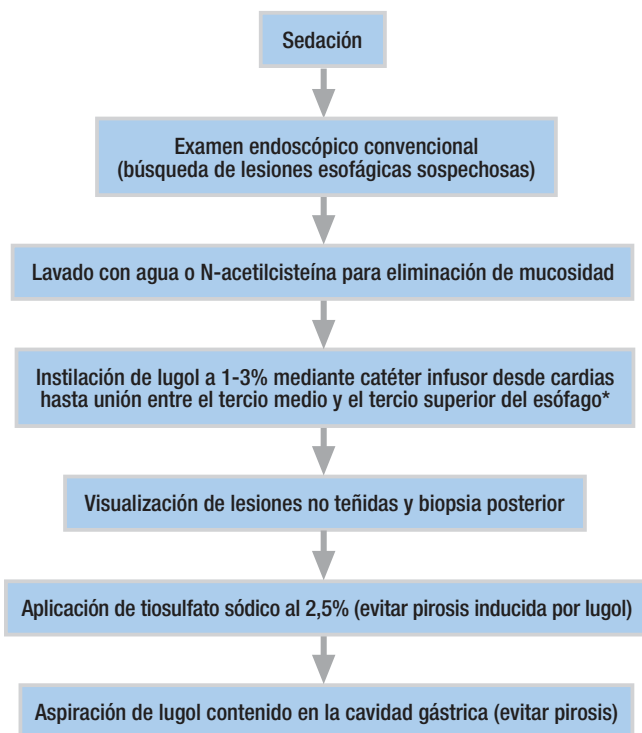 Sedación
Examen endoscópico convencional
(búsqueda de lesiones esofágicas sospechosas)
Lavado con agua o N-acetilcisteína para eliminación de mucosidad
Instilación de lugol a 1-3% mediante catéter infusor desde cardias
hasta unión entre el tercio medio y el tercio superior del esófago*
Visualización de lesiones no teñidas y biopsia posterior
Aplicación de tiosulfato sódico al 2,5% (evitar pirosis inducida por lugol)
Aspiración de lugol contenido en la cavidad gástrica (evitar pirosis)